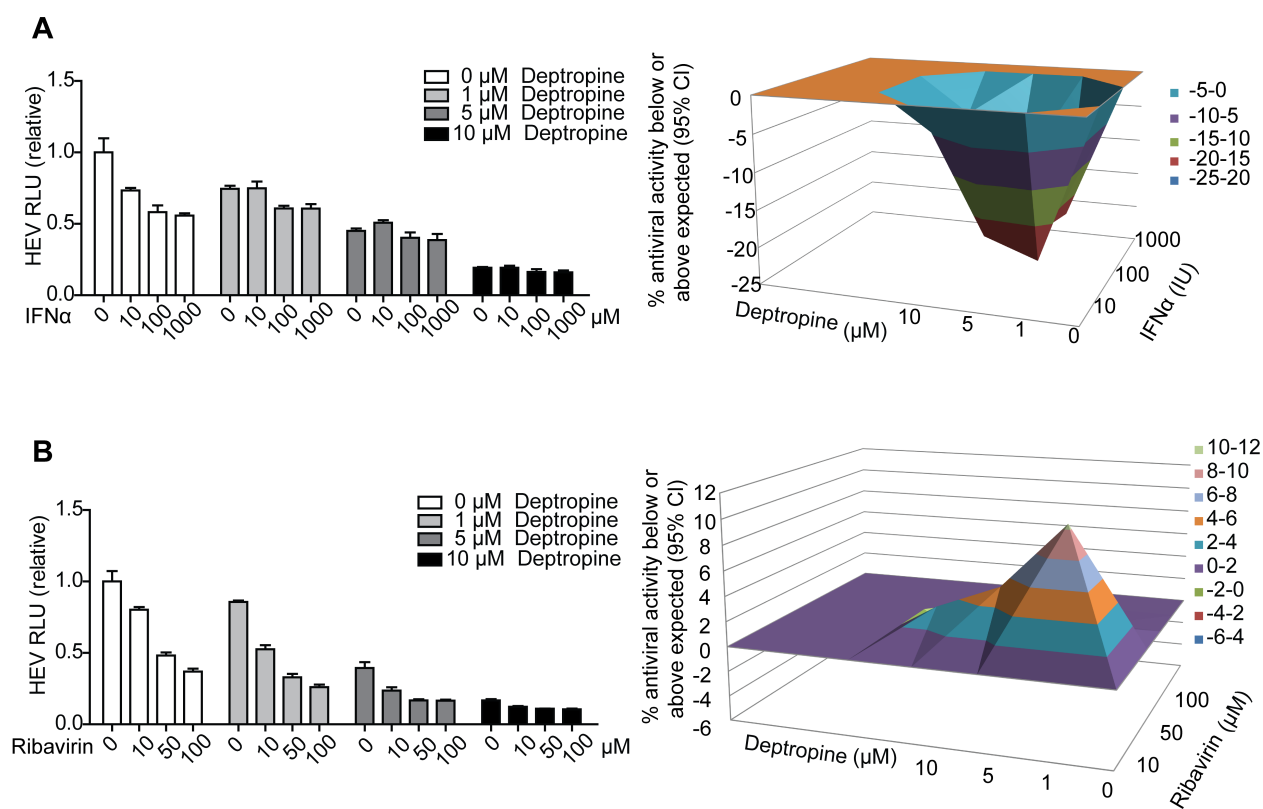 A
HEV RLU (relative)
1.5
1.0
0.5
0.0
0 µM Deptropine
1 µM Deptropine
5 µM Deptropine
10 µM Deptropine
IFNα 0 10 100 1000 0 10 100 1000 0 10 100 1000 0 10 100 1000 µM
% antiviral activity below or
above expected (95% CI)
0
-5
-10
-15
-20
-25
Deptropine (µM)
10
5
1
0
10
100
1000
IFNα (IU)
-5-0
-10-5
-15-10
-20-15
-25-20
B
HEV RLU (relative)
1.5
1.0
0.5
0.0
0 µM Deptropine
1 µM Deptropine
5 µM Deptropine
10 µM Deptropine
Ribavirin 0 10 50 100 0 10 50 100 0 10 50 100 0 10 50 100 µM
% antiviral activity below or
above expected (95% CI)
12
10
8
6
4
2
0
-2
-4
-6
Deptropine (µM)
10
5
1
0
10
50
100
Ribavirin (µM)
10-12
8-10
6-8
4-6
2-4
0-2
-2-0
-4-2
-6-4